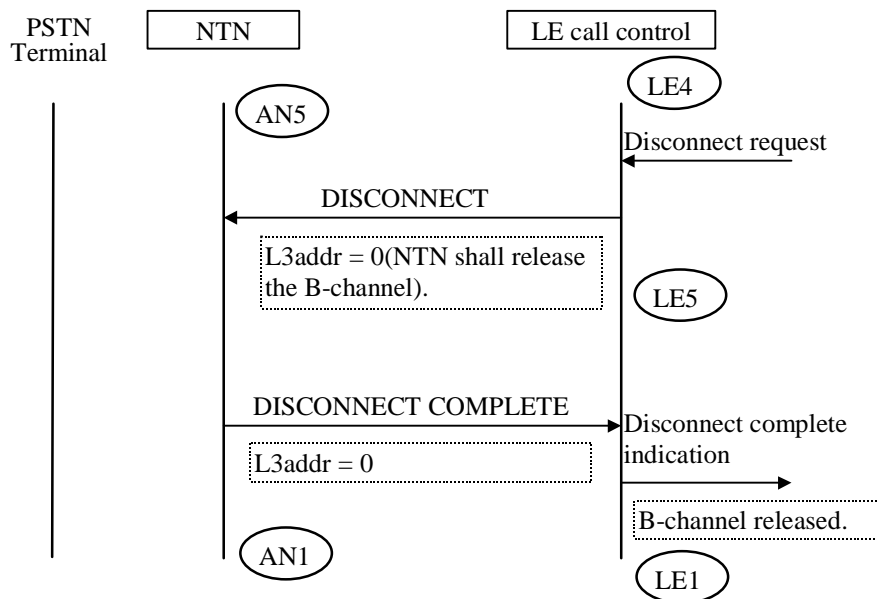 PSTN
Terminal
NTN
LE call control
LE4
AN5
Disconnect request
DISCONNECT
L3addr = 0(NTN shall release
the B-channel).
LE5
DISCONNECT COMPLETE
Disconnect complete
indication
L3addr = 0
B-channel released.
AN1
LE1